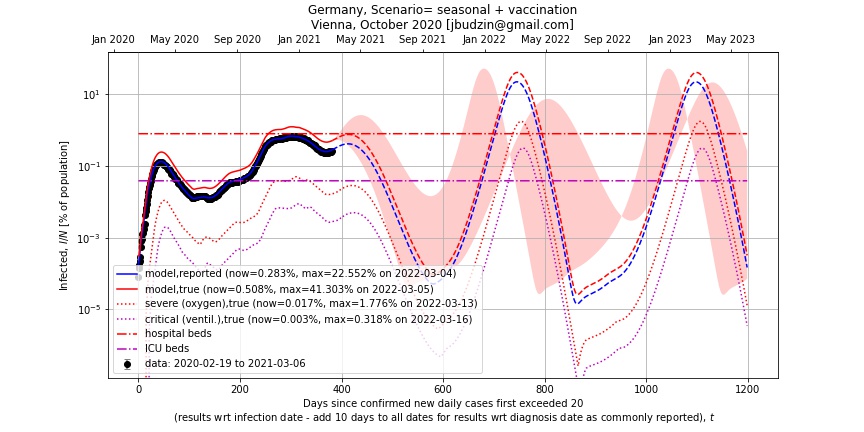 Germany, Scenario= seasonal + vaccination
Vienna, October 2020 [jbudzin@gmail.com]
Jan 2020 May 2020 Sep 2020 Jan 2021 May 2021 Sep 2021 Jan 2022 May 2022 Sep 2022 Jan 2023 May 2023
Infected, I/N [% of population]
10¹
10⁻¹
10⁻³
10⁻⁵
model,reported (now=0.283%, max=22.552% on 2022-03-04)
model,true (now=0.508%, max=41.303% on 2022-03-05)
severe (oxygen),true (now=0.017%, max=1.776% on 2022-03-13)
critical (ventil.),true (now=0.003%, max=0.318% on 2022-03-16)
hospital beds
ICU beds
data: 2020-02-19 to 2021-03-06
0 200 400 600 800 1000 1200
Days since confirmed new daily cases first exceeded 20
(results wrt infection date - add 10 days to all dates for results wrt diagnosis date as commonly reported), t